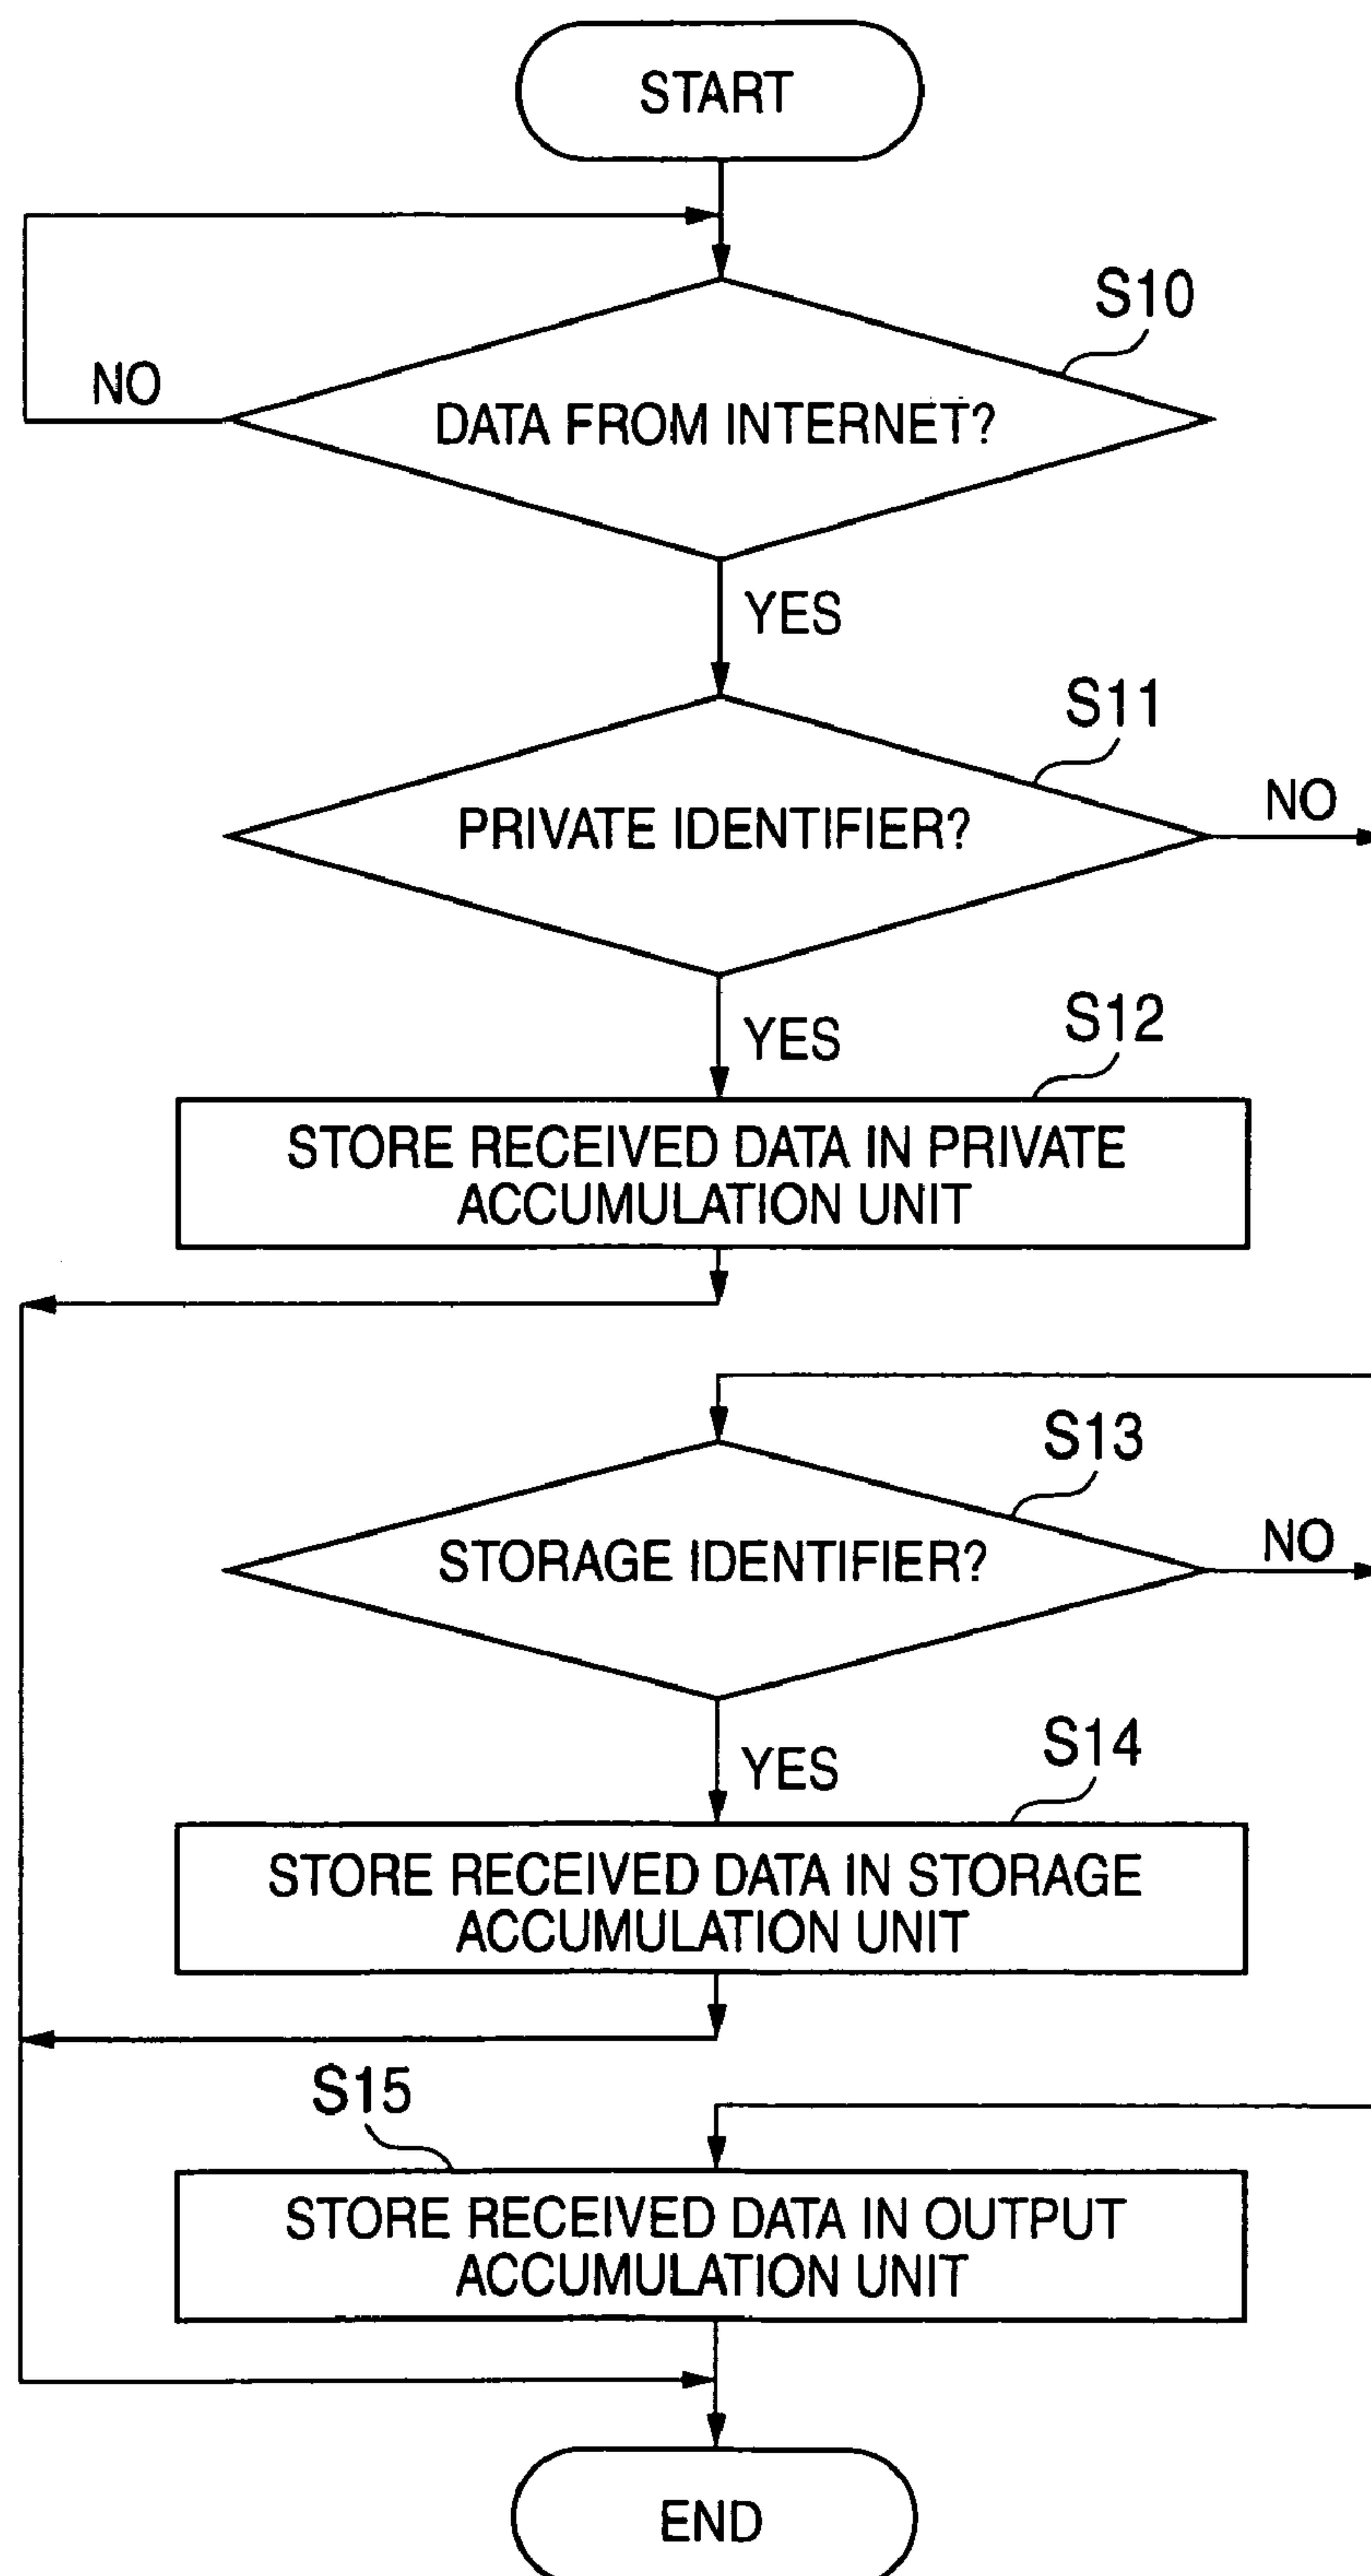 START
S10
NO
DATA FROM INTERNET?
YES
S11
NO
PRIVATE IDENTIFIER?
YES
S12
STORE RECEIVED DATA IN PRIVATE
ACCUMULATION UNIT
S13
NO
STORAGE IDENTIFIER?
YES
S14
STORE RECEIVED DATA IN STORAGE
ACCUMULATION UNIT
S15
STORE RECEIVED DATA IN OUTPUT
ACCUMULATION UNIT
END